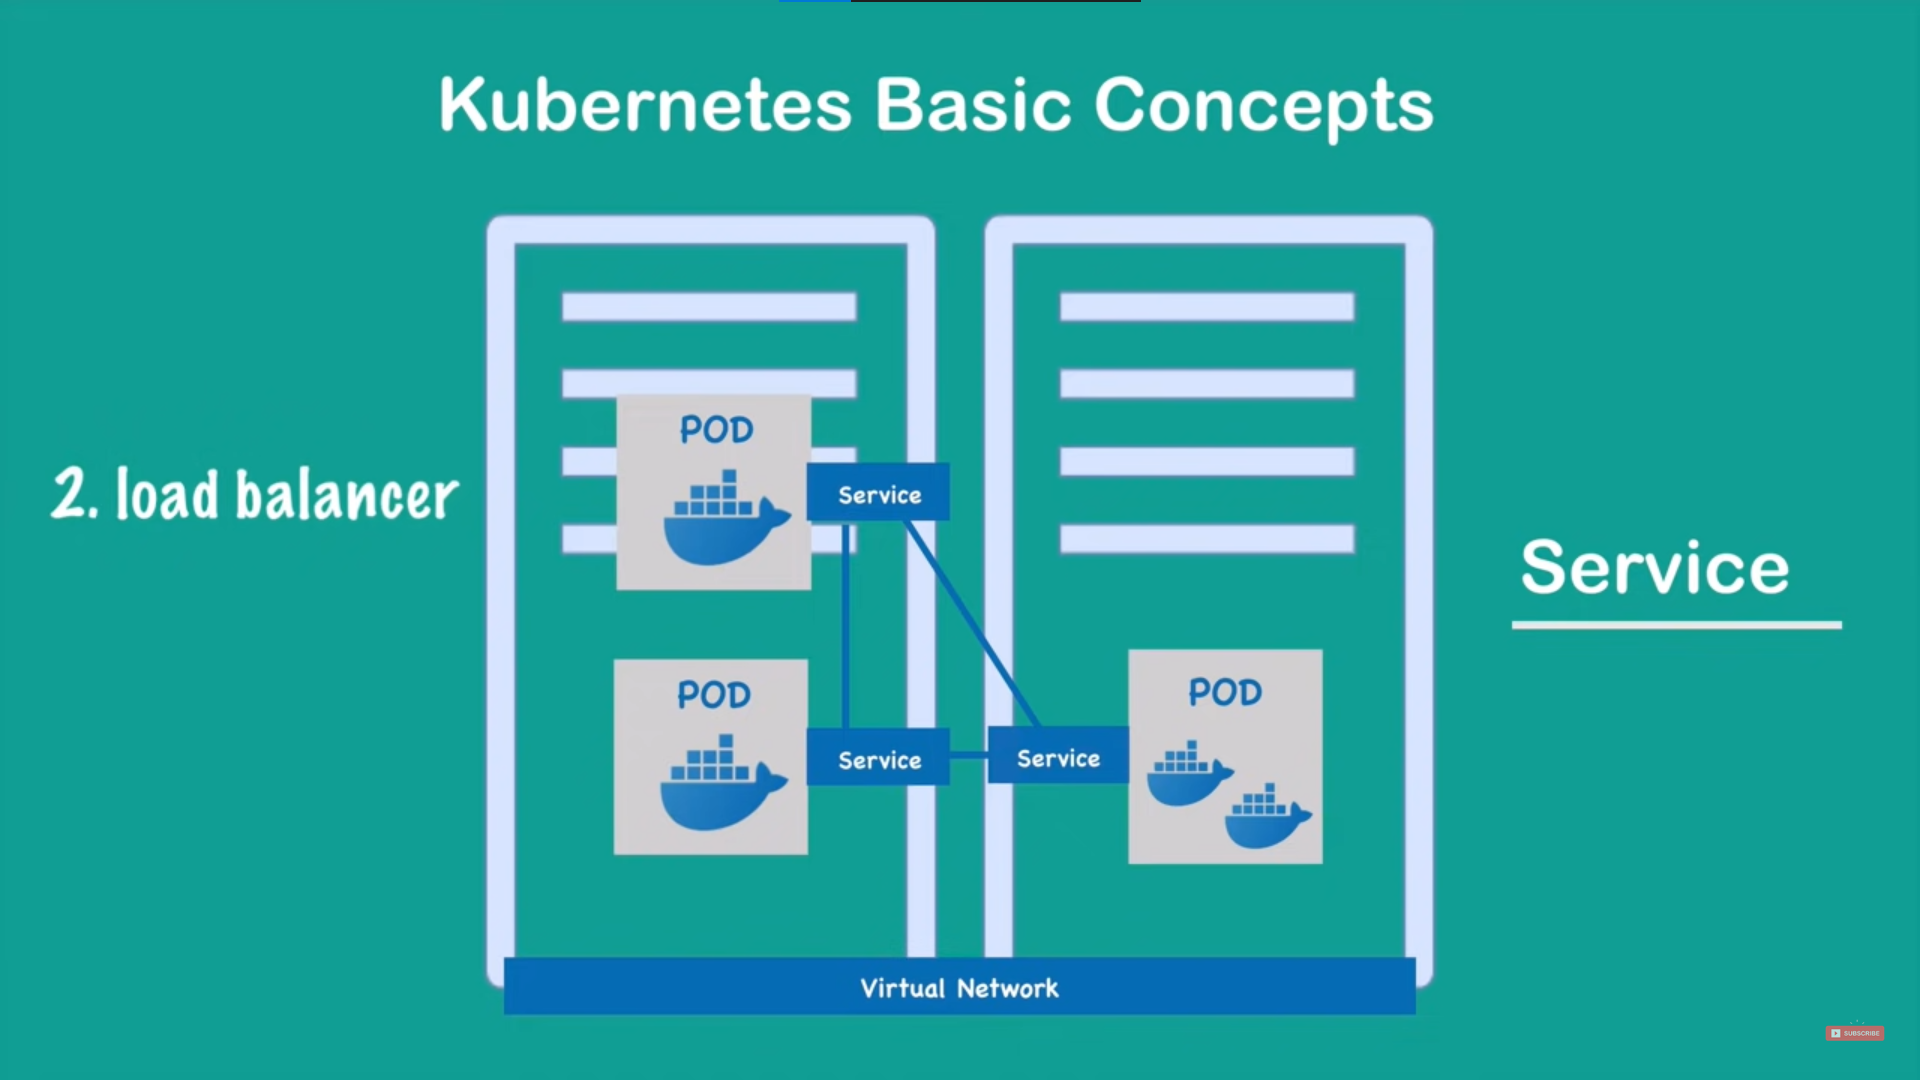 Kubernetes Basic Concepts
2. load balancer
POD
Service
Service
POD
Service
Service
POD
Virtual Network
SUBSCRIBE